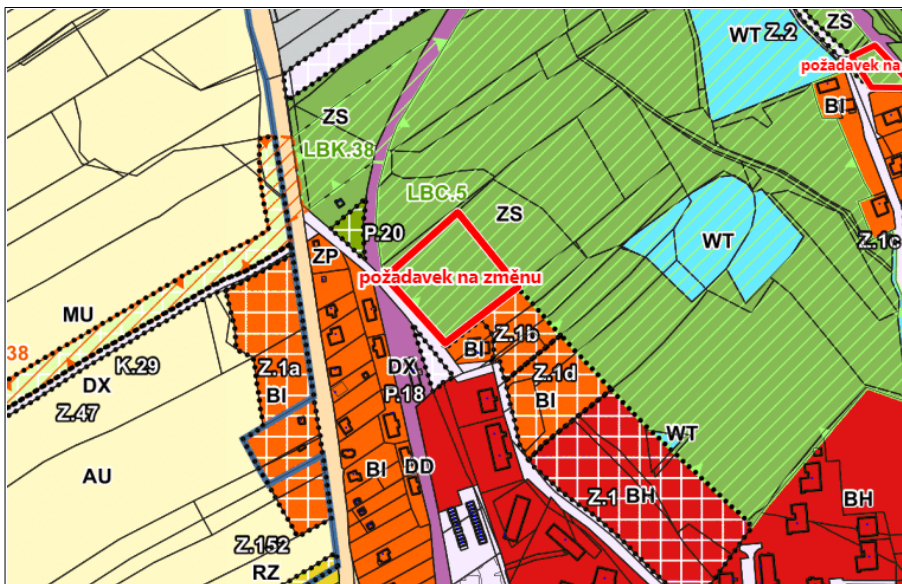 ZS
WT Z.2
požadavek na
BI
ZS
LBK.38
LBC.5
ZS
P.20
WT
Z.1c
ZP
požadavek na změnu
MU
38
K.29
DX
Z.47
Z.1a
BI
DX
P.18
BI
Z.1b
Z.1d
BI
WT
AU
BI
DD
Z.1
BH
BH
Z.152
RZ